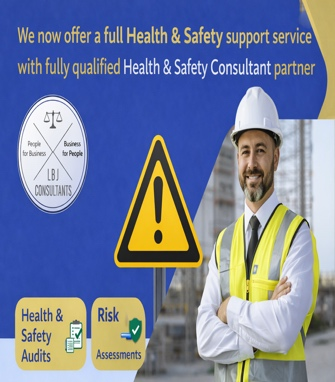 We now offer a full Health & Safety support service
with fully qualified Health & Safety Consultant partner
People
for Business
Business
for People
LBJ
CONSULTANTS
!
Health &
Safety
Audits
Risk
Assessments